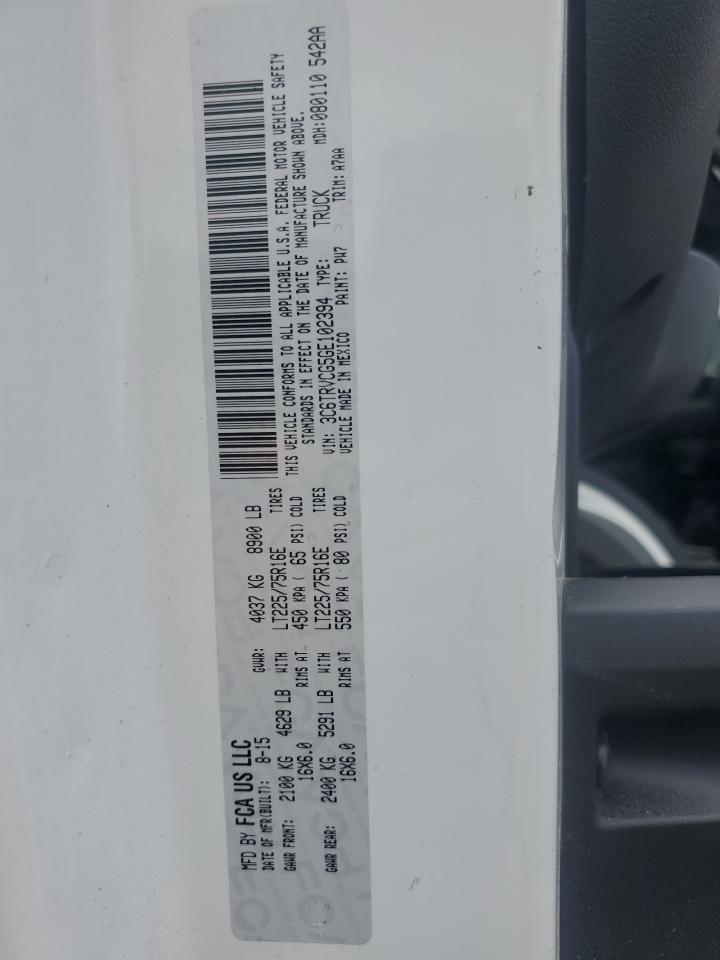 MFD BY FCA US LLC
DATE OF MFR(BUILT): 8-15 GVWR: 4037 KG 8900 LB
GAWR FRONT: 2100 KG 4629 LB WITH LT225/75R16E TIRES
16X6.0 RIMS AT 450 KPA ( 65 PSI) COLD
GAWR REAR: 2400 KG 5291 LB WITH LT225/75R16E TIRES
16X6.0 RIMS AT 550 KPA ( 80 PSI) COLD
THIS VEHICLE CONFORMS TO ALL APPLICABLE U.S.A. FEDERAL MOTOR VEHICLE SAFETY
STANDARDS IN EFFECT ON THE DATE OF MANUFACTURE SHOWN ABOVE.
VIN: 3C6TRVCG5GE102394 TYPE: TRUCK MDH:080110 542AA
VEHICLE MADE IN MEXICO PAINT: PW7 TRIM: A7AA